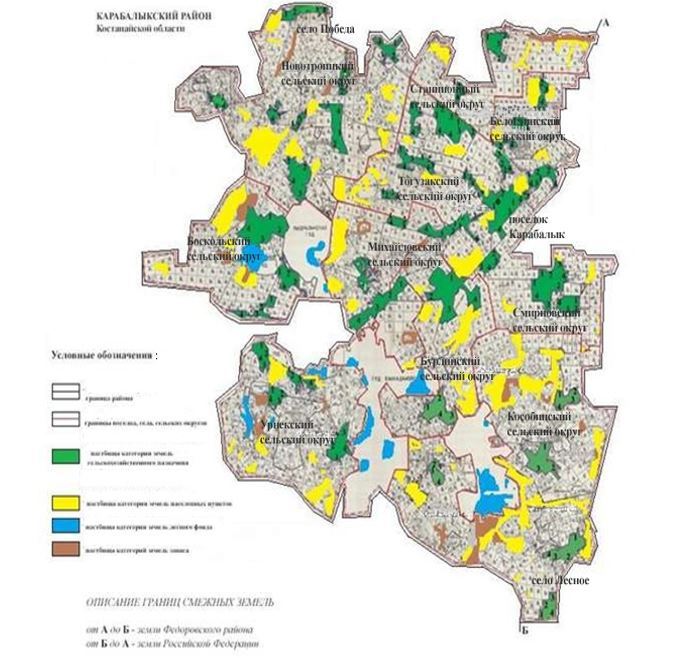 КАРАБАЛЫКСКИЙ РАЙОН
Костанайской области
А
село Победа
Новотроицкий
сельский округ
Станционный
сельский округ
Белоглинский
сельский округ
Тогузакский
сельский округ
поселок
Карабалык
Боскольский
сельский округ
Михайловский
сельский округ
Смирновский
сельский округ
Бурлинский
сельский округ
Урнекский
сельский округ
Кособинский
сельский округ
село Лесное
Б
Условные обозначения :
граница района
граница поселка, села, сельских округов
пастбища категории земель
сельскохозяйственного назначения
пастбища категории земель населенных пунктов
пастбища категории земель лесного фонда
пастбища категорий земель запаса
ОПИСАНИЕ ГРАНИЦ СМЕЖНЫХ ЗЕМЕЛЬ
от А до Б - земли Федоровского района
от Б до А - земли Российской Федерации